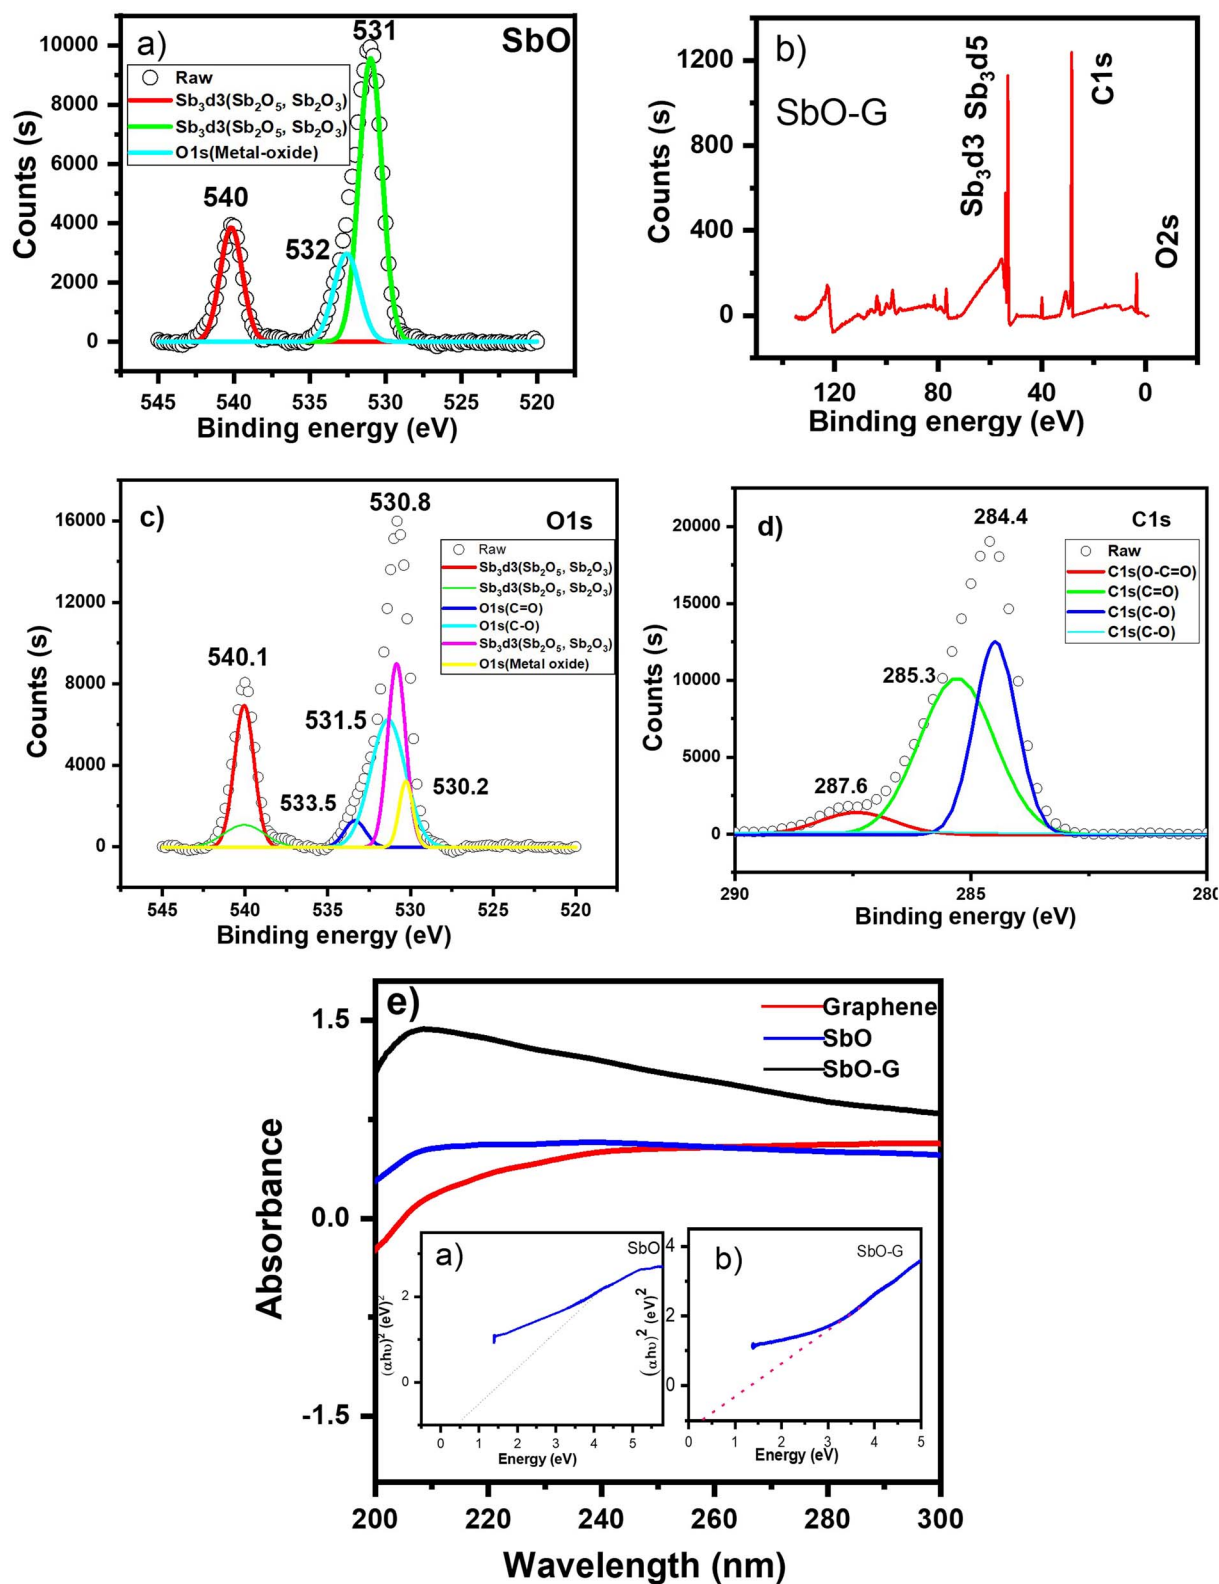 a)
531
SbO
Raw
Sb₃d3(Sb₂O₅, Sb₂O₃)
Sb₃d3(Sb₂O₅, Sb₂O₃)
O1s(Metal-oxide)
540
532
10000
8000
6000
4000
2000
0
Counts (s)
545 540 535 530 525 520
Binding energy (eV)
b)
SbO-G
Sb₃d3 Sb₃d5
C1s
O2s
1200
800
400
0
Counts (s)
120 80 40 0
Binding energy (eV)
c)
530.8
O1s
Raw
Sb₃d3(Sb₂O₅, Sb₂O₃)
Sb₃d3(Sb₂O₅, Sb₂O₃)
O1s(C=O)
O1s(C-O)
Sb₃d3(Sb₂O₅, Sb₂O₃)
O1s(Metal oxide)
540.1
531.5
533.5
530.2
16000
12000
8000
4000
0
Counts (s)
545 540 535 530 525 520
Binding energy (eV)
d)
284.4
C1s
Raw
C1s(O-C=O)
C1s(C=O)
C1s(C-O)
C1s(C-O)
285.3
287.6
20000
15000
10000
5000
0
Counts (s)
290 285 280
Binding energy (eV)
e)
Graphene
SbO
SbO-G
1.5
0.0
-1.5
Absorbance
a)
SbO
2
0
(αhυ)² (eV)²
0 1 2 3 4 5
Energy (eV)
b)
SbO-G
4
2
0
(αhυ)² (eV)²
0 1 2 3 4 5
Energy (eV)
200 220 240 260 280 300
Wavelength (nm)